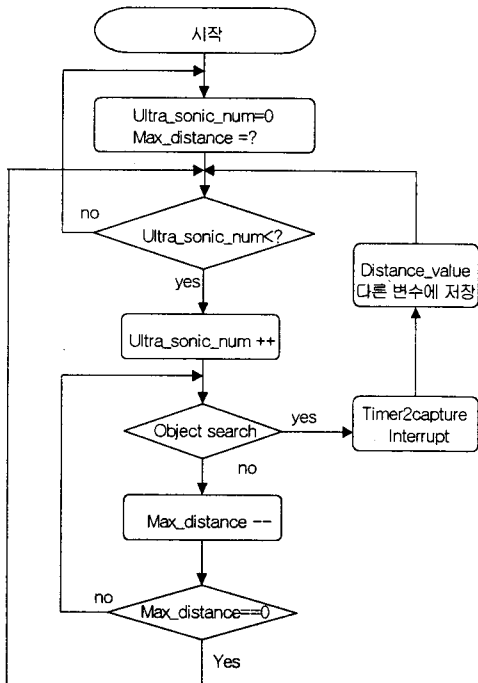 시작
Ultra_sonic_num=0
Max_distance =?
no
Ultra_sonic_num<?
yes
Distance_value
다른 변수에 저장
Ultra_sonic_num ++
Object search
yes
Timer2capture
Interrupt
no
Max_distance --
no
Max_distance==0
Yes